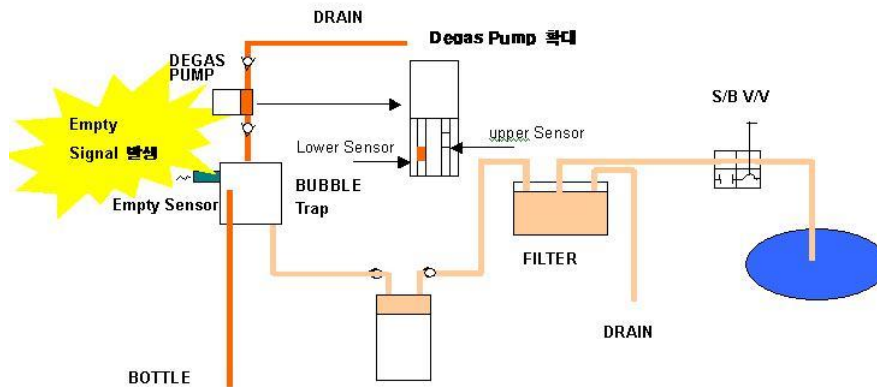 DRAIN
Degas Pump 확대
DEGAS
PUMP
S/B V/V
Empty
Signal 발생
Lower Sensor
upper Sensor
BUBBLE
Trap
Empty Sensor
FILTER
DRAIN
BOTTLE